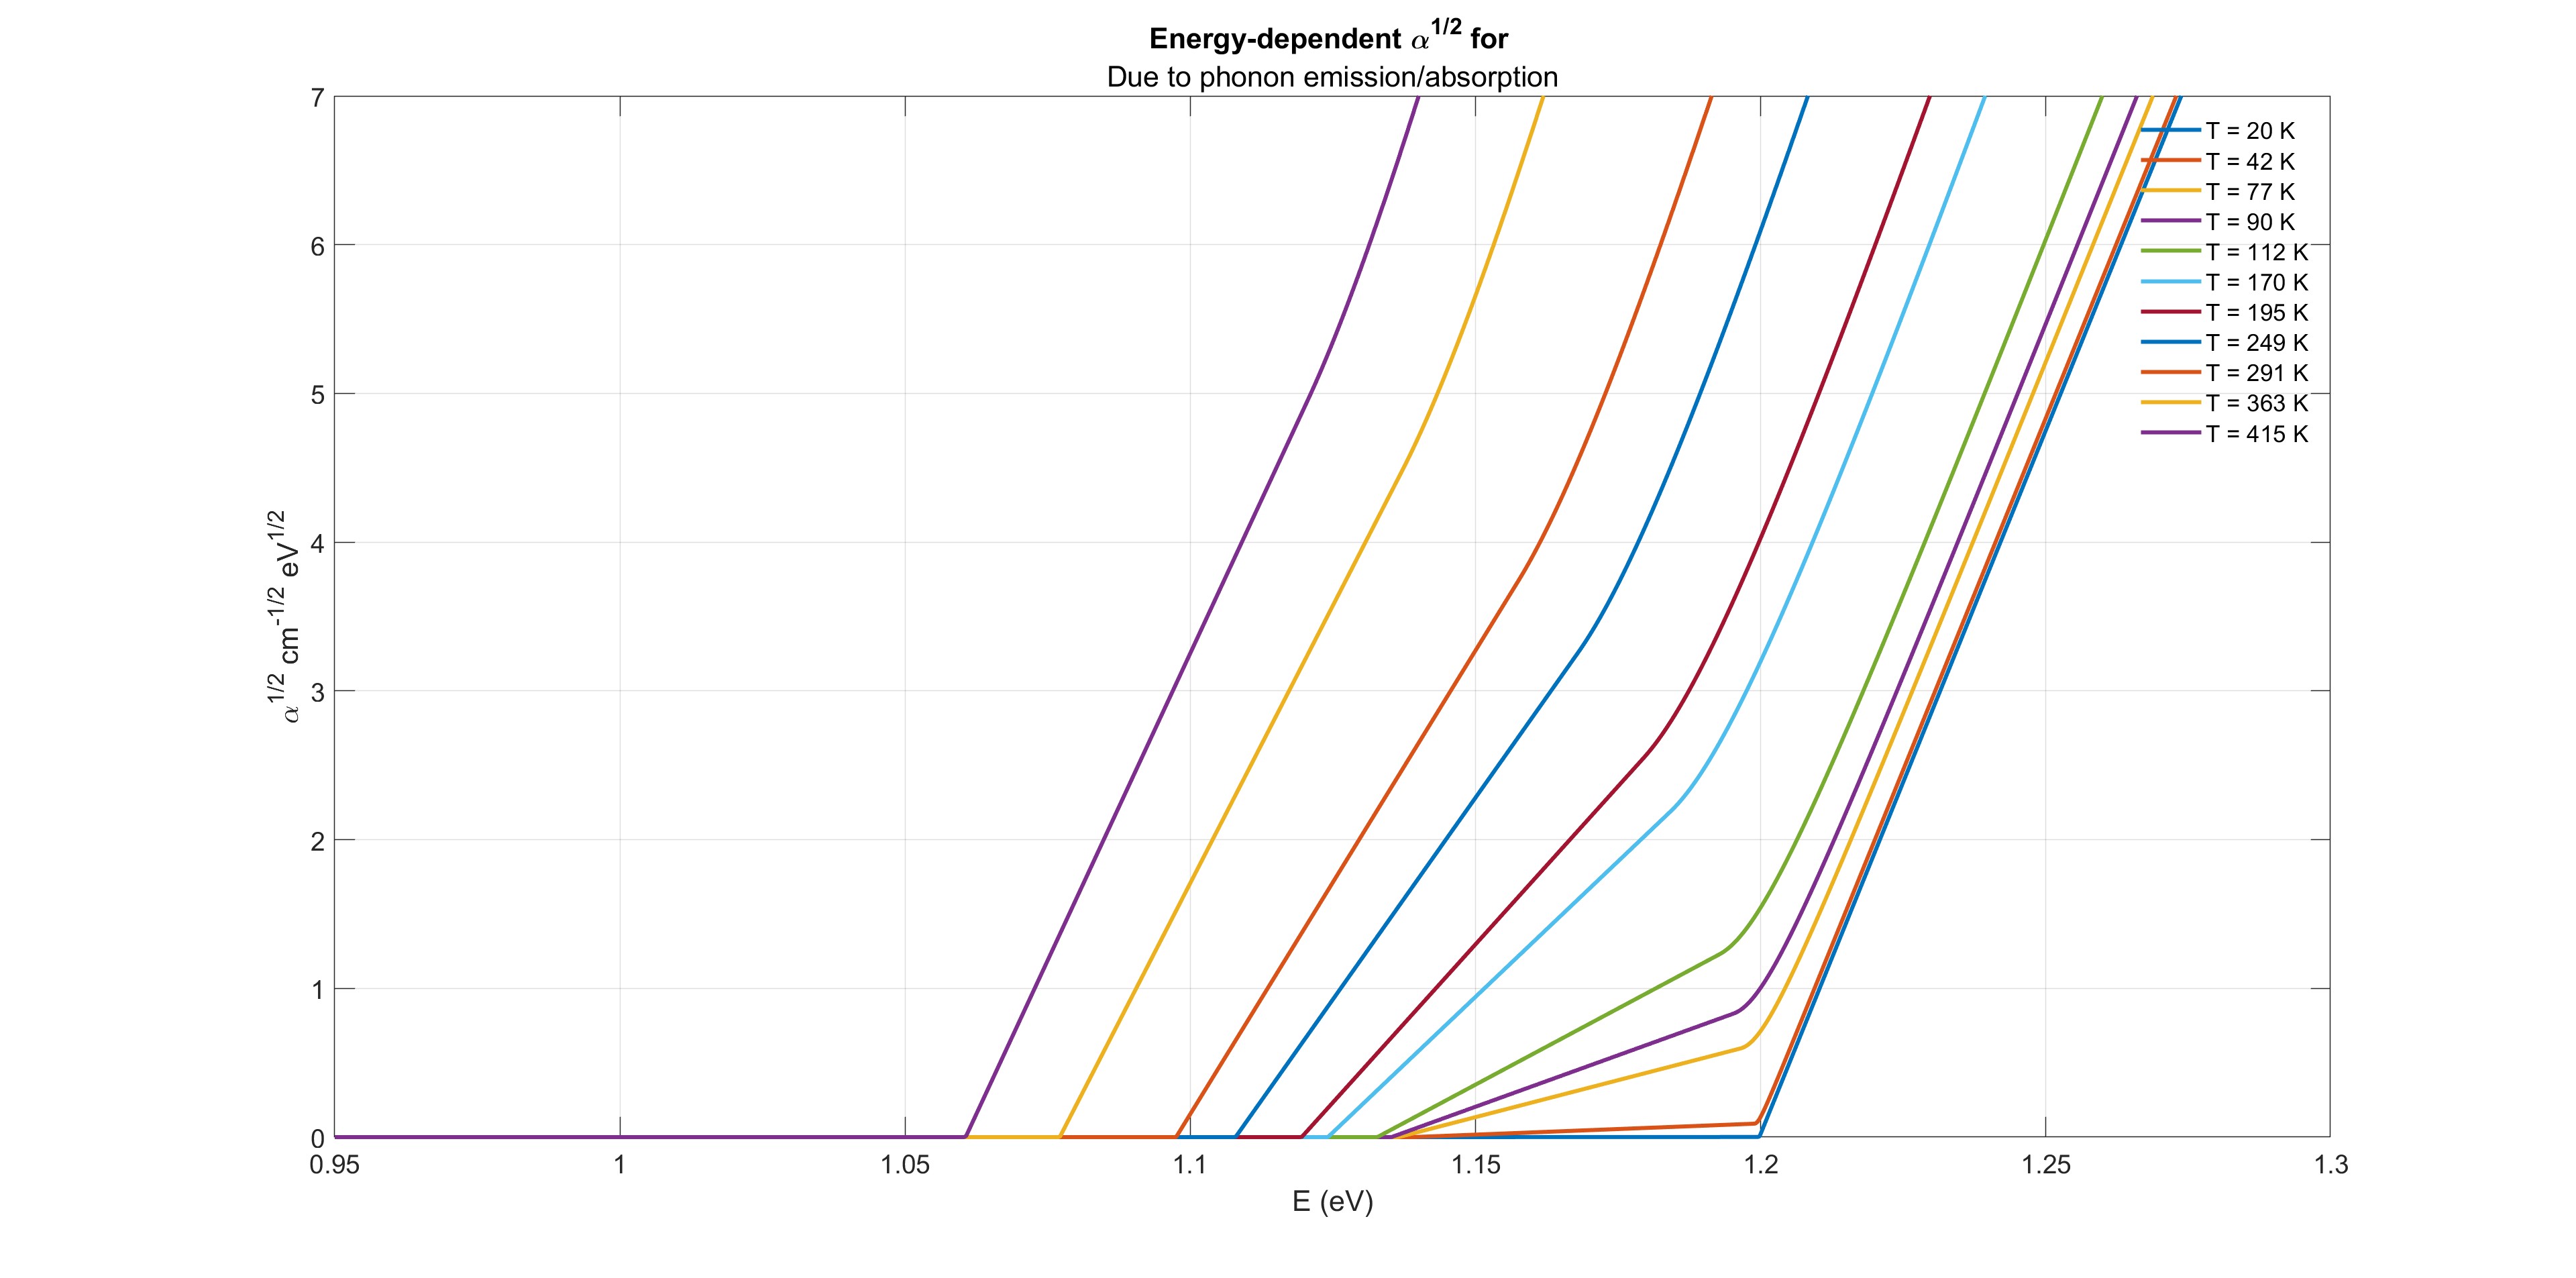 Energy-dependent α^1/2 for
Due to phonon emission/absorption
7
6
5
4
3
2
1
0
α^1/2 cm^-1/2 eV^1/2
0.95
1
1.05
1.1
1.15
1.2
1.25
1.3
E (eV)
T = 20 K
T = 42 K
T = 77 K
T = 90 K
T = 112 K
T = 170 K
T = 195 K
T = 249 K
T = 291 K
T = 363 K
T = 415 K